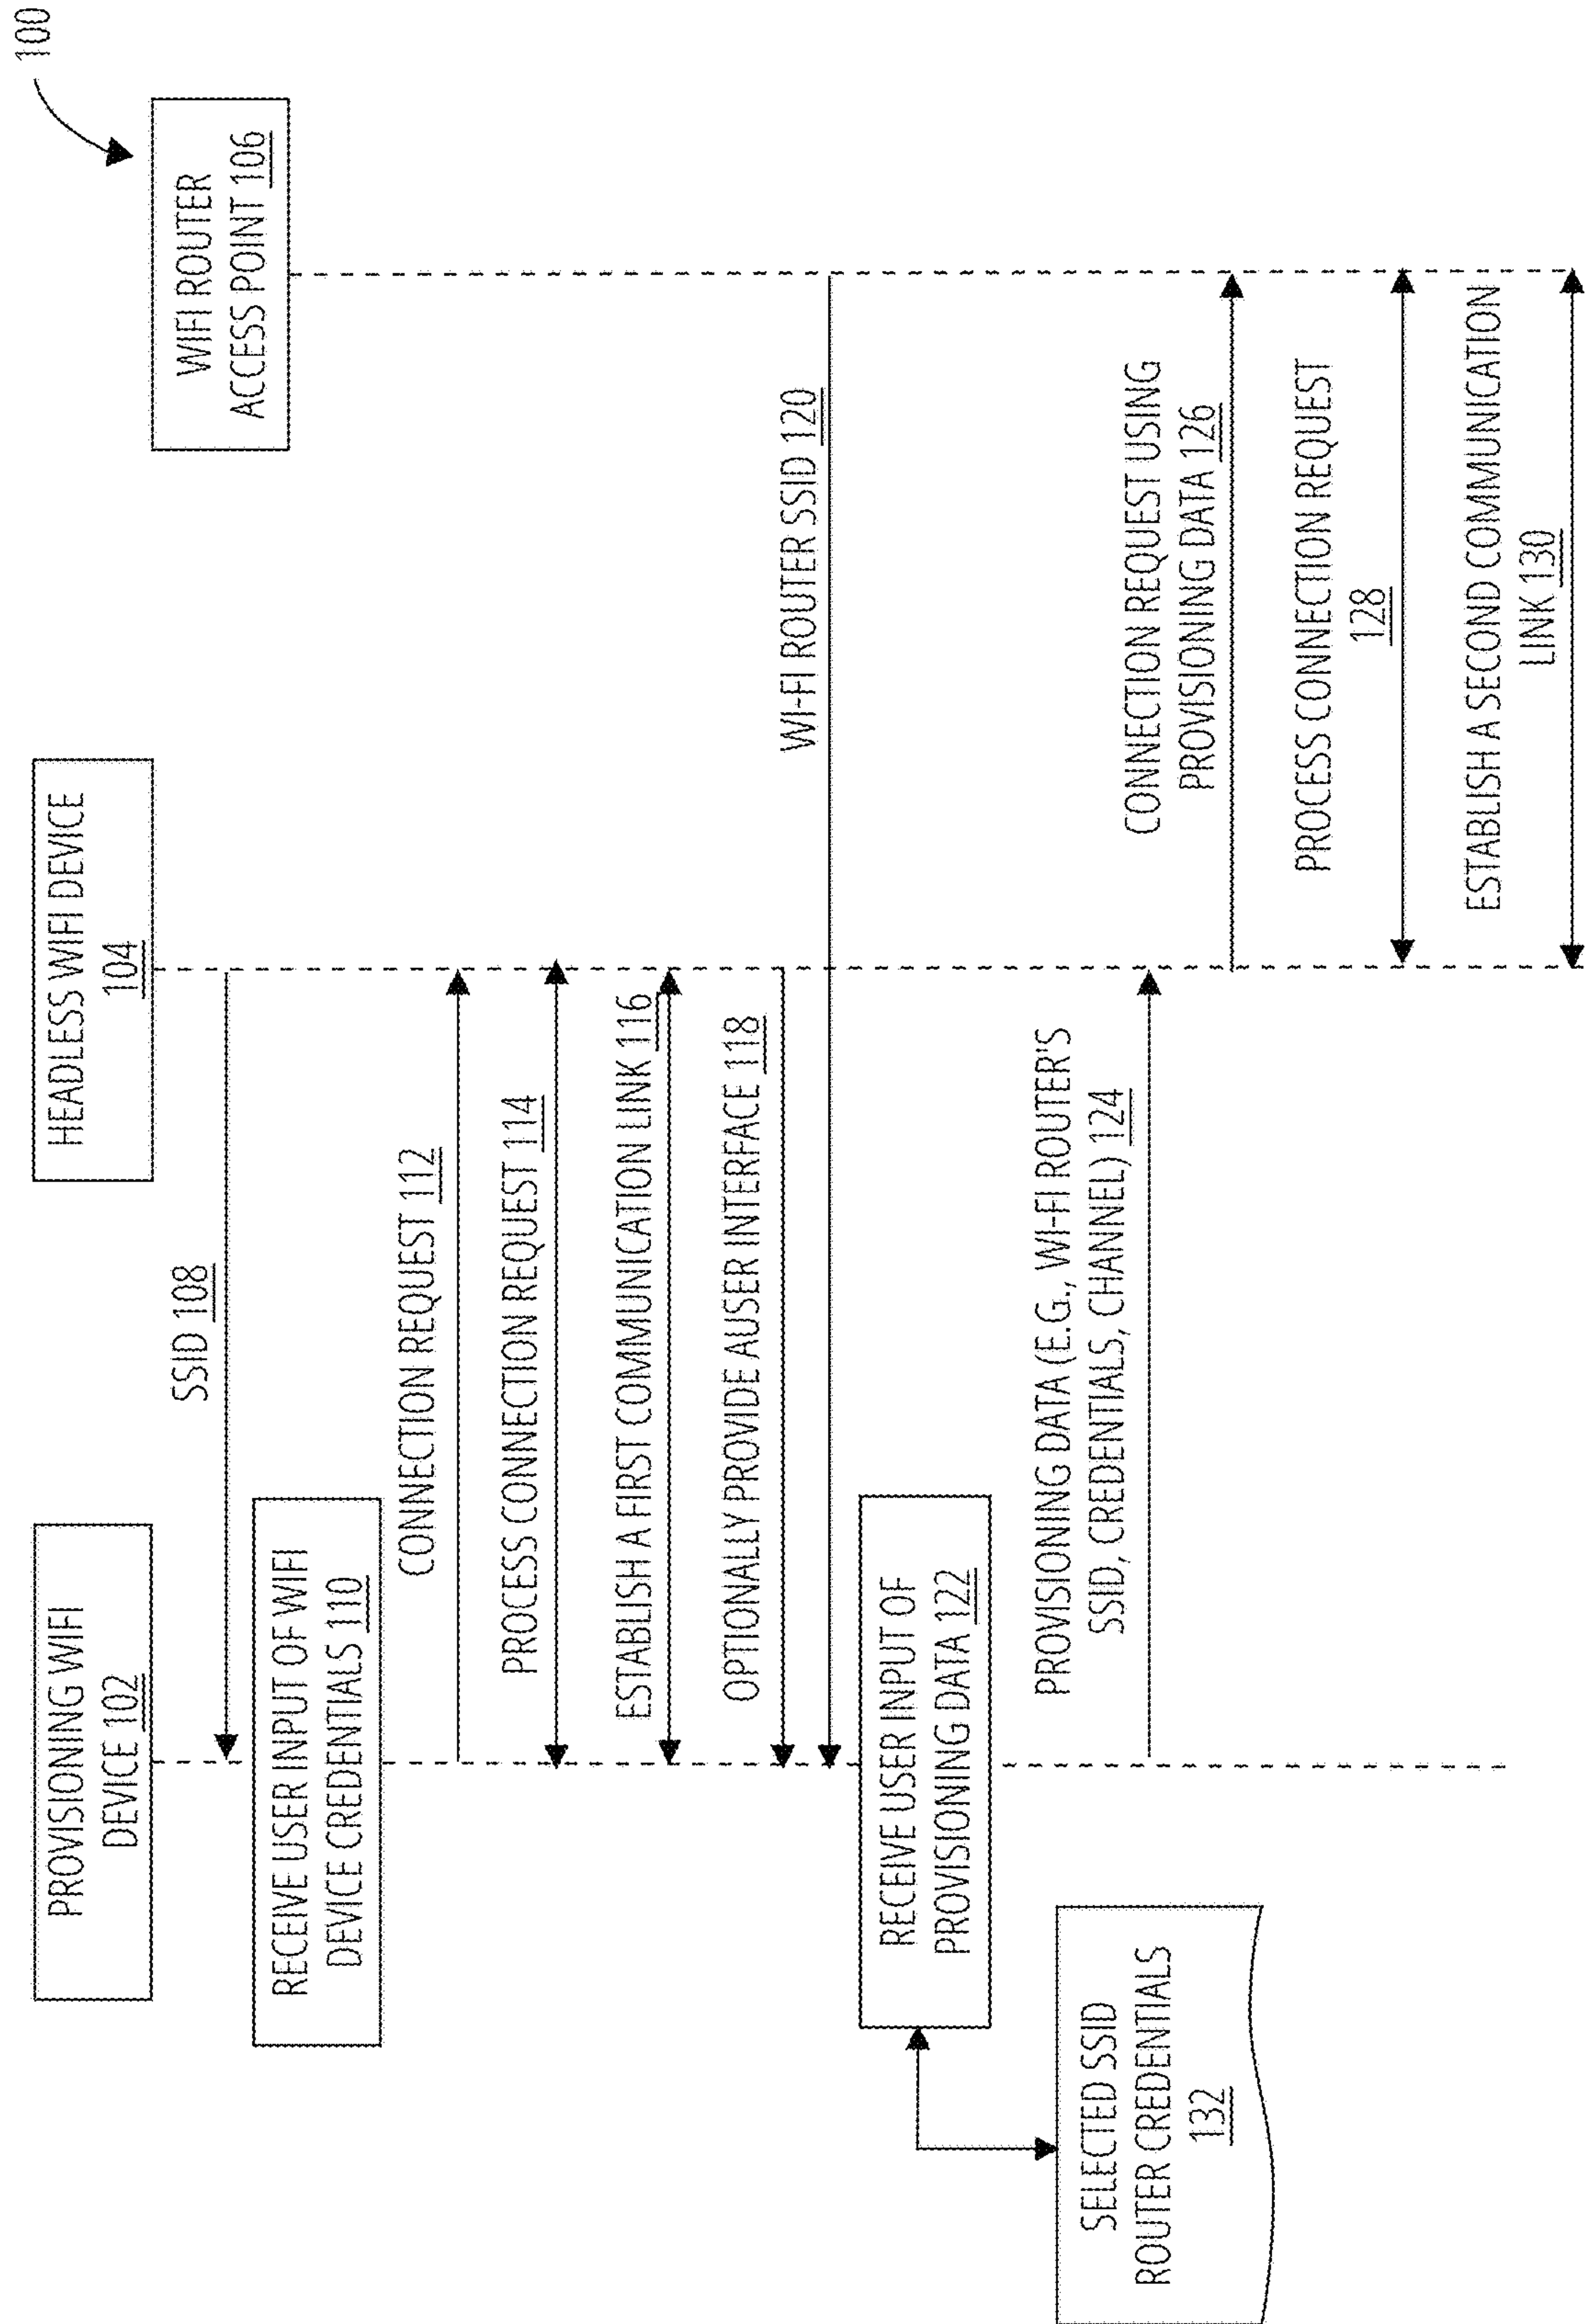 100
PROVISIONING WIFI
DEVICE 102
HEADLESS WIFI DEVICE
104
WIFI ROUTER
ACCESS POINT 106
SSID 108
RECEIVE USER INPUT OF WIFI
DEVICE CREDENTIALS 110
CONNECTION REQUEST 112
PROCESS CONNECTION REQUEST 114
ESTABLISH A FIRST COMMUNICATION LINK 116
OPTIONALLY PROVIDE AUSER INTERFACE 118
WI-FI ROUTER SSID 120
RECEIVE USER INPUT OF
PROVISIONING DATA 122
PROVISIONING DATA (E.G., WI-FI ROUTER'S
SSID, CREDENTIALS, CHANNEL) 124
CONNECTION REQUEST USING
PROVISIONING DATA 126
PROCESS CONNECTION REQUEST
128
ESTABLISH A SECOND COMMUNICATION
LINK 130
SELECTED SSID
ROUTER CREDENTIALS
132